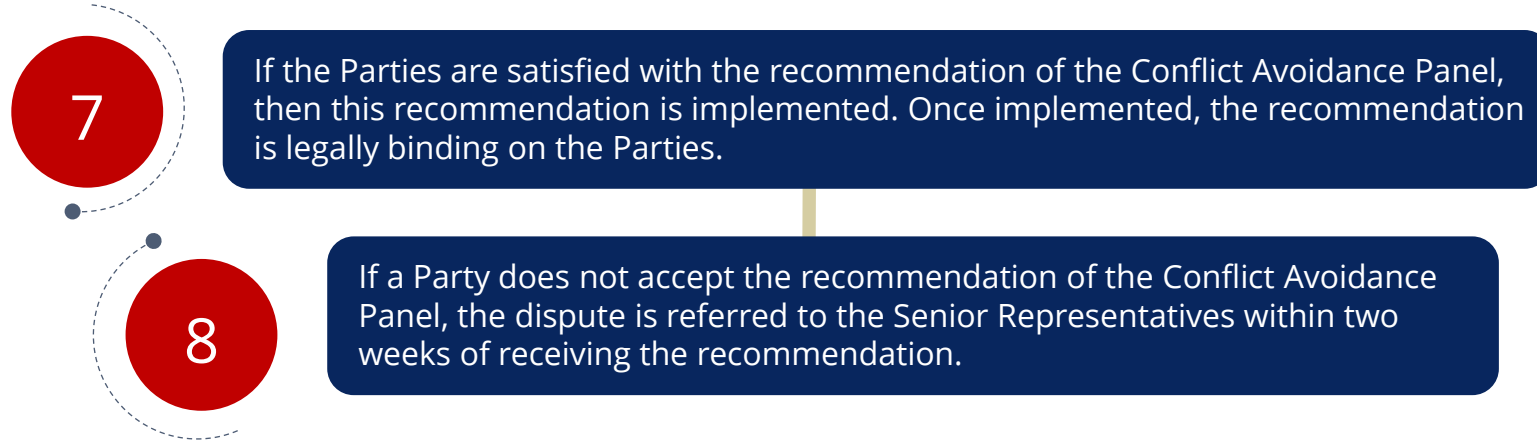 7
If the Parties are satisfied with the recommendation of the Conflict Avoidance Panel,
then this recommendation is implemented. Once implemented, the recommendation
is legally binding on the Parties.
8
If a Party does not accept the recommendation of the Conflict Avoidance
Panel, the dispute is referred to the Senior Representatives within two
weeks of receiving the recommendation.